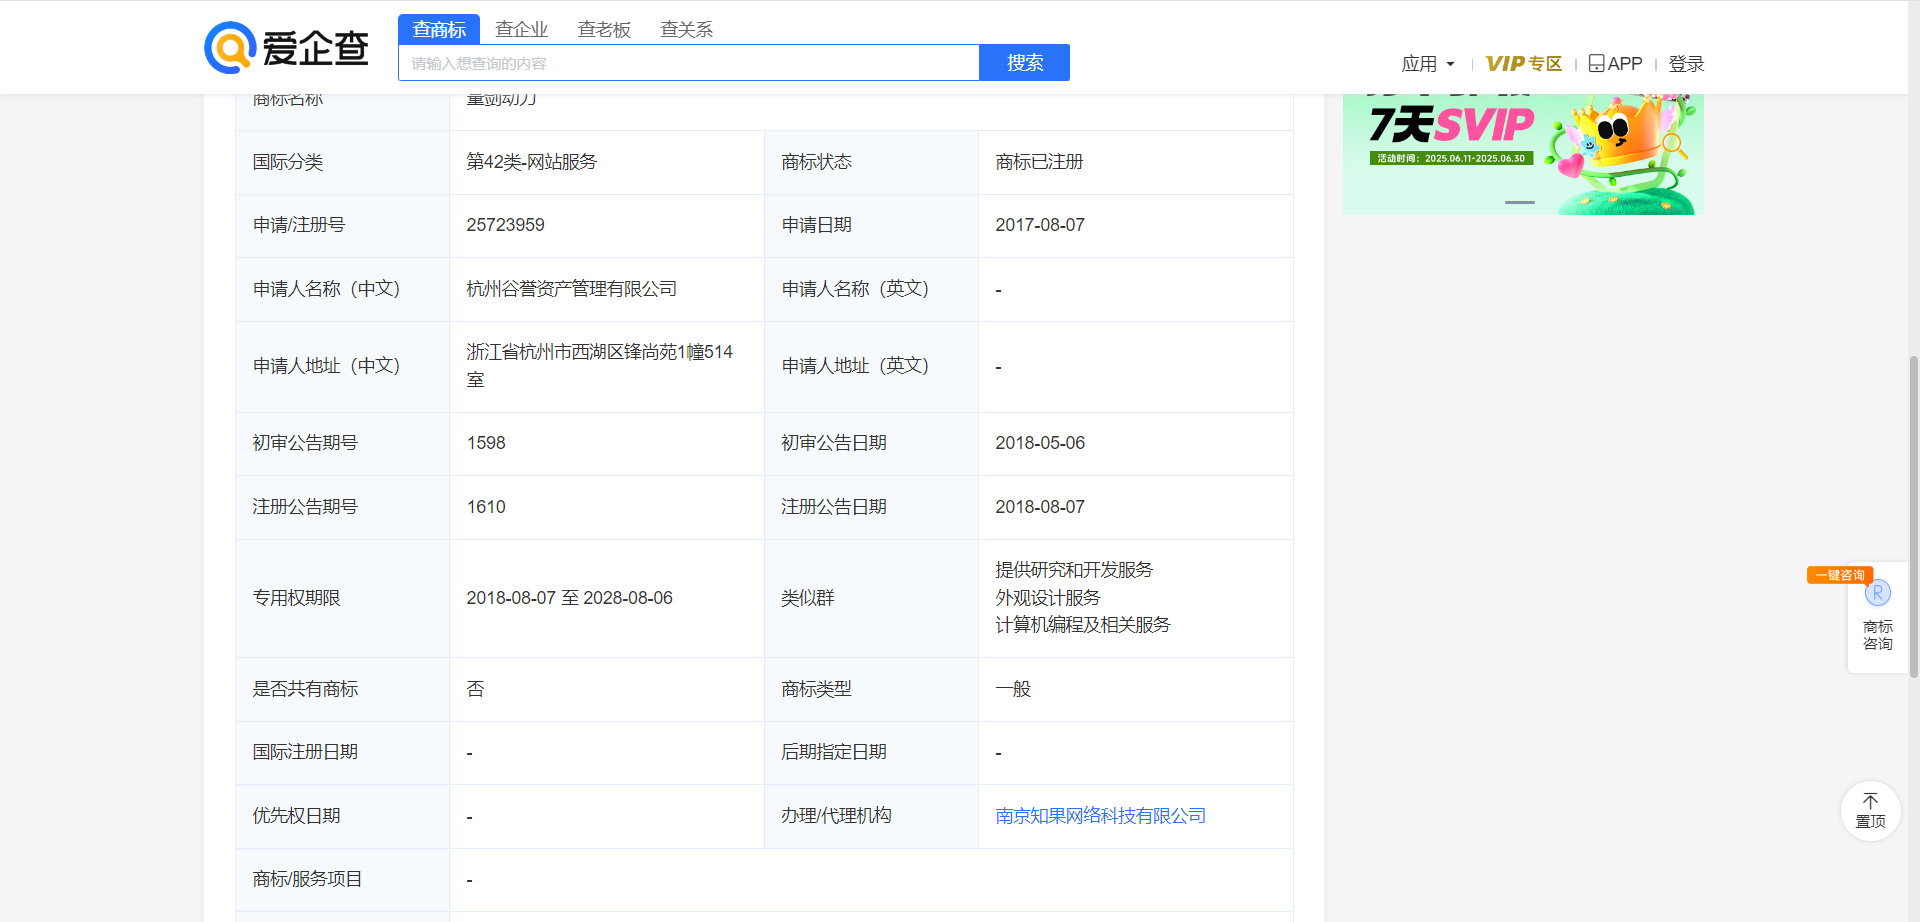 爱企查
查商标 查企业 查老板 查关系
请输入想查询的内容 搜索
应用 VIP专区 APP 登录
商标名称 量剑动力
国际分类 第42类-网站服务 商标状态 商标已注册
申请/注册号 25723959 申请日期 2017-08-07
申请人名称（中文） 杭州谷誉资产管理有限公司 申请人名称（英文） -
申请人地址（中文） 浙江省杭州市西湖区锋尚苑1幢514室 申请人地址（英文） -
初审公告期号 1598 初审公告日期 2018-05-06
注册公告期号 1610 注册公告日期 2018-08-07
专用权期限 2018-08-07 至 2028-08-06 类似群 提供研究和开发服务
外观设计服务
计算机编程及相关服务
是否共有商标 否 商标类型 一般
国际注册日期 - 后期指定日期 -
优先权日期 - 办理/代理机构 南京知果网络科技有限公司
商标/服务项目 -
7天SVIP
活动时间：2025.06.11-2025.06.30
一键咨询
R
商标
咨询
置顶